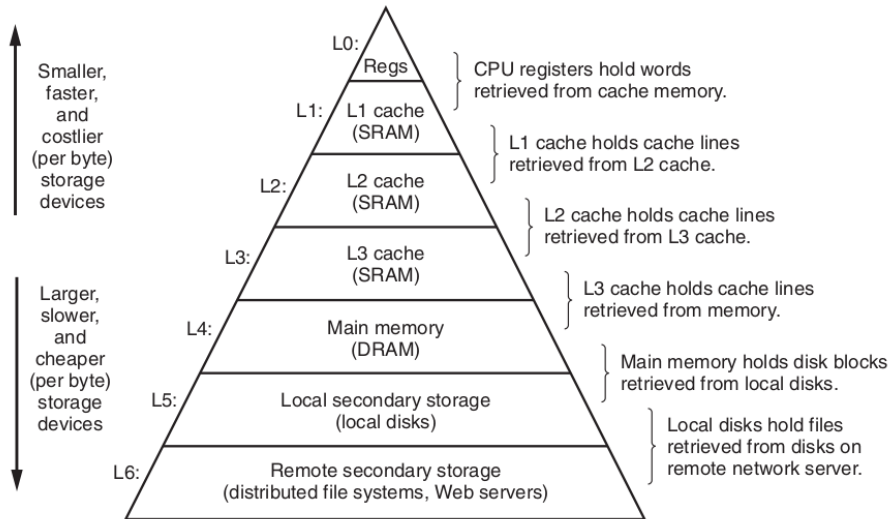 Smaller,
faster,
and
costlier
(per byte)
storage
devices
Larger,
slower,
and
cheaper
(per byte)
storage
devices
L0:
Regs
L1:
L1 cache
(SRAM)
L2:
L2 cache
(SRAM)
L3:
L3 cache
(SRAM)
L4:
Main memory
(DRAM)
L5:
Local secondary storage
(local disks)
L6:
Remote secondary storage
(distributed file systems, Web servers)
CPU registers hold words
retrieved from cache memory.
L1 cache holds cache lines
retrieved from L2 cache.
L2 cache holds cache lines
retrieved from L3 cache.
L3 cache holds cache lines
retrieved from memory.
Main memory holds disk blocks
retrieved from local disks.
Local disks hold files
retrieved from disks on
remote network server.